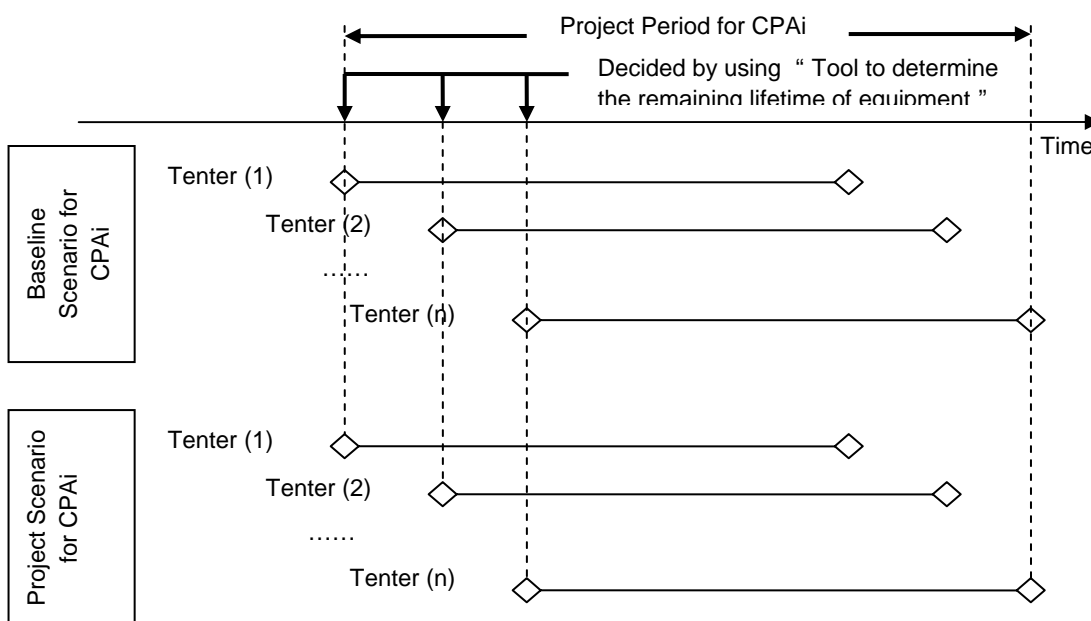 Project Period for CPAi
Decided by using “ Tool to determine
the remaining lifetime of equipment ”
Time
Baseline
Scenario for
CPAi
Tenter (1)
Tenter (2)
......
Tenter (n)
Project Scenario
for CPAi
Tenter (1)
Tenter (2)
......
Tenter (n)